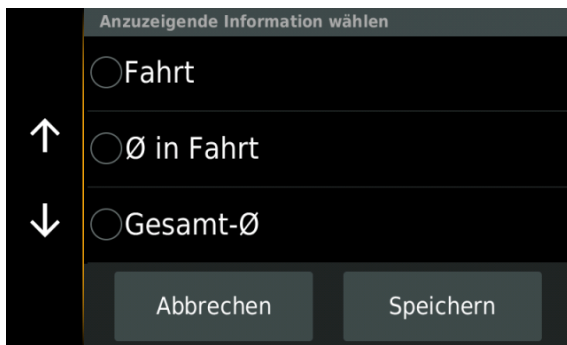 Anzuzeigende Information wählen
Fahrt
Ø in Fahrt
Gesamt-Ø
Abbrechen
Speichern